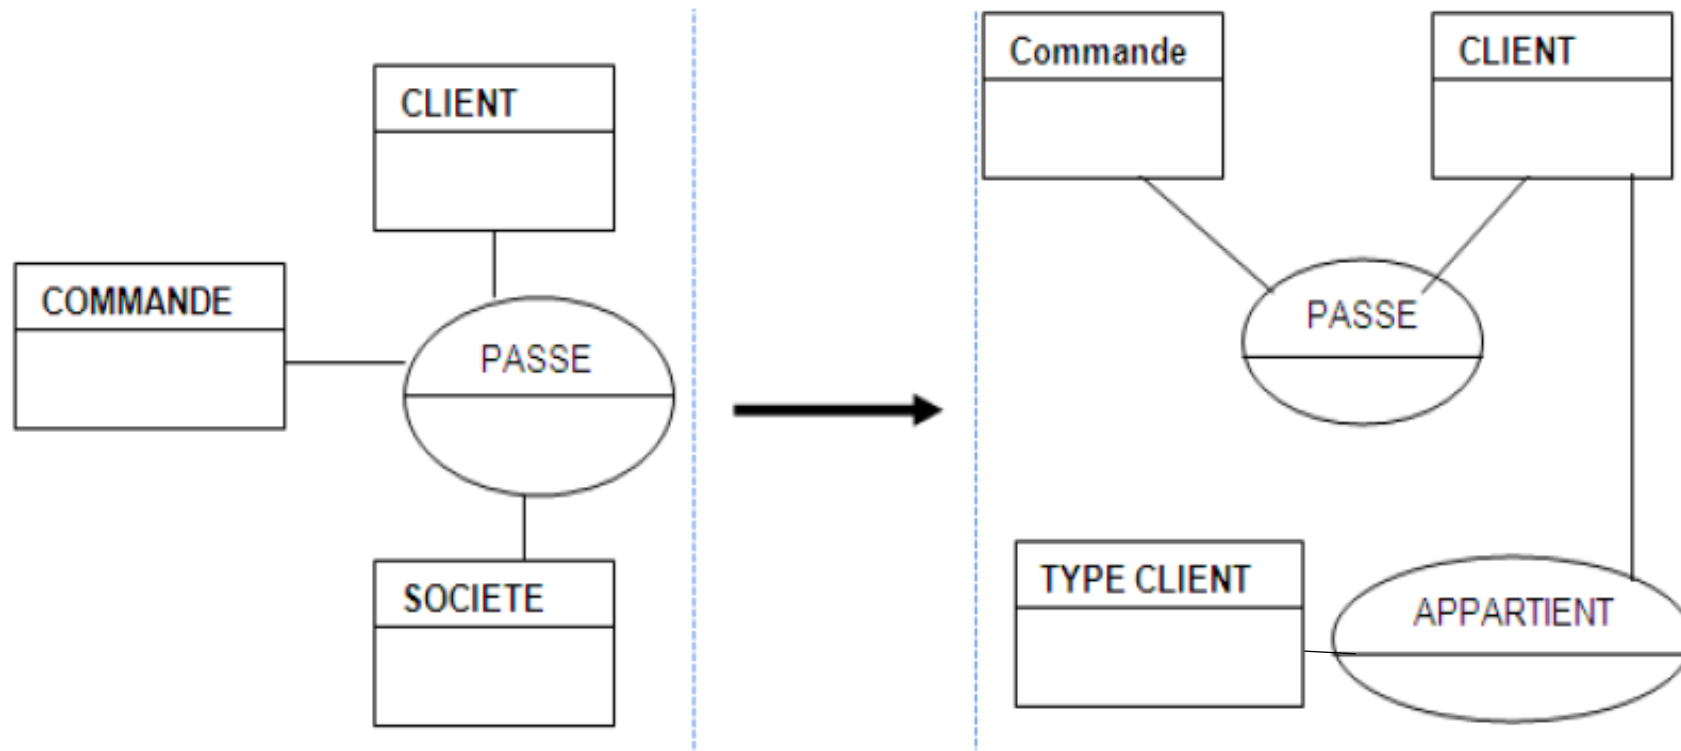 CLIENT
COMMANDE
PASSE
SOCIETE
Commande
CLIENT
PASSE
TYPE CLIENT
APPARTIENT